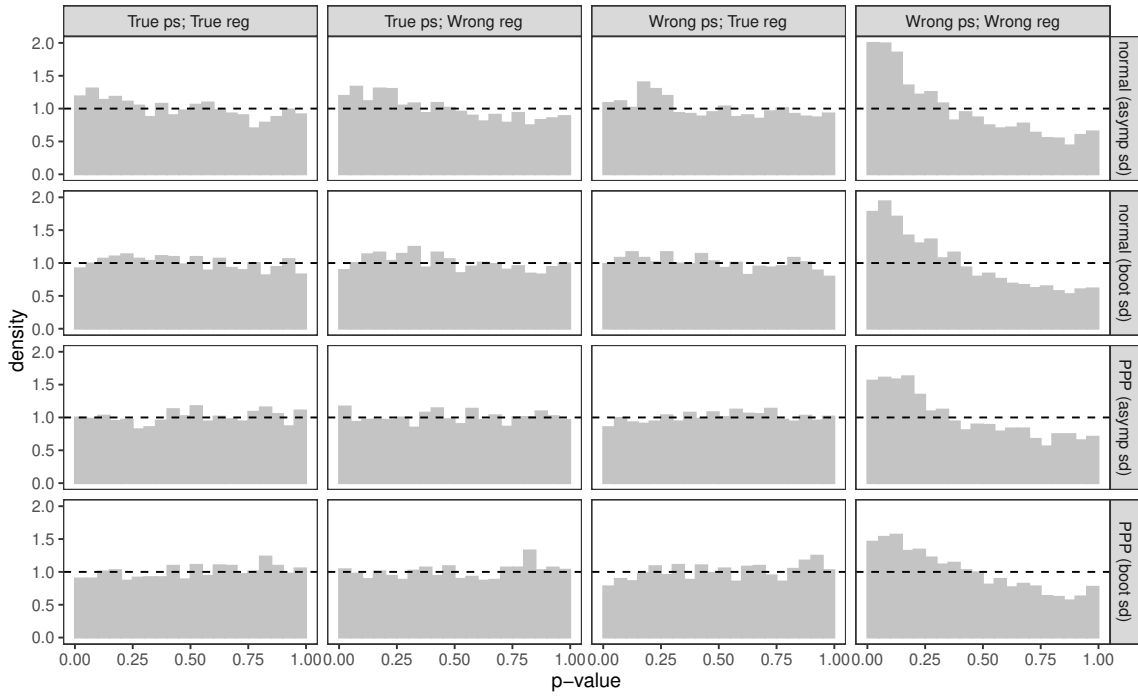 True ps; True reg
True ps; Wrong reg
Wrong ps; True reg
Wrong ps; Wrong reg
density
2.0
1.5
1.0
0.5
0.0
normal (asymp sd)
2.0
1.5
1.0
0.5
0.0
normal (boot sd)
2.0
1.5
1.0
0.5
0.0
PPP (asymp sd)
2.0
1.5
1.0
0.5
0.0
PPP (boot sd)
0.00 0.25 0.50 0.75 1.00
0.00 0.25 0.50 0.75 1.00
0.00 0.25 0.50 0.75 1.00
0.00 0.25 0.50 0.75 1.00
p−value